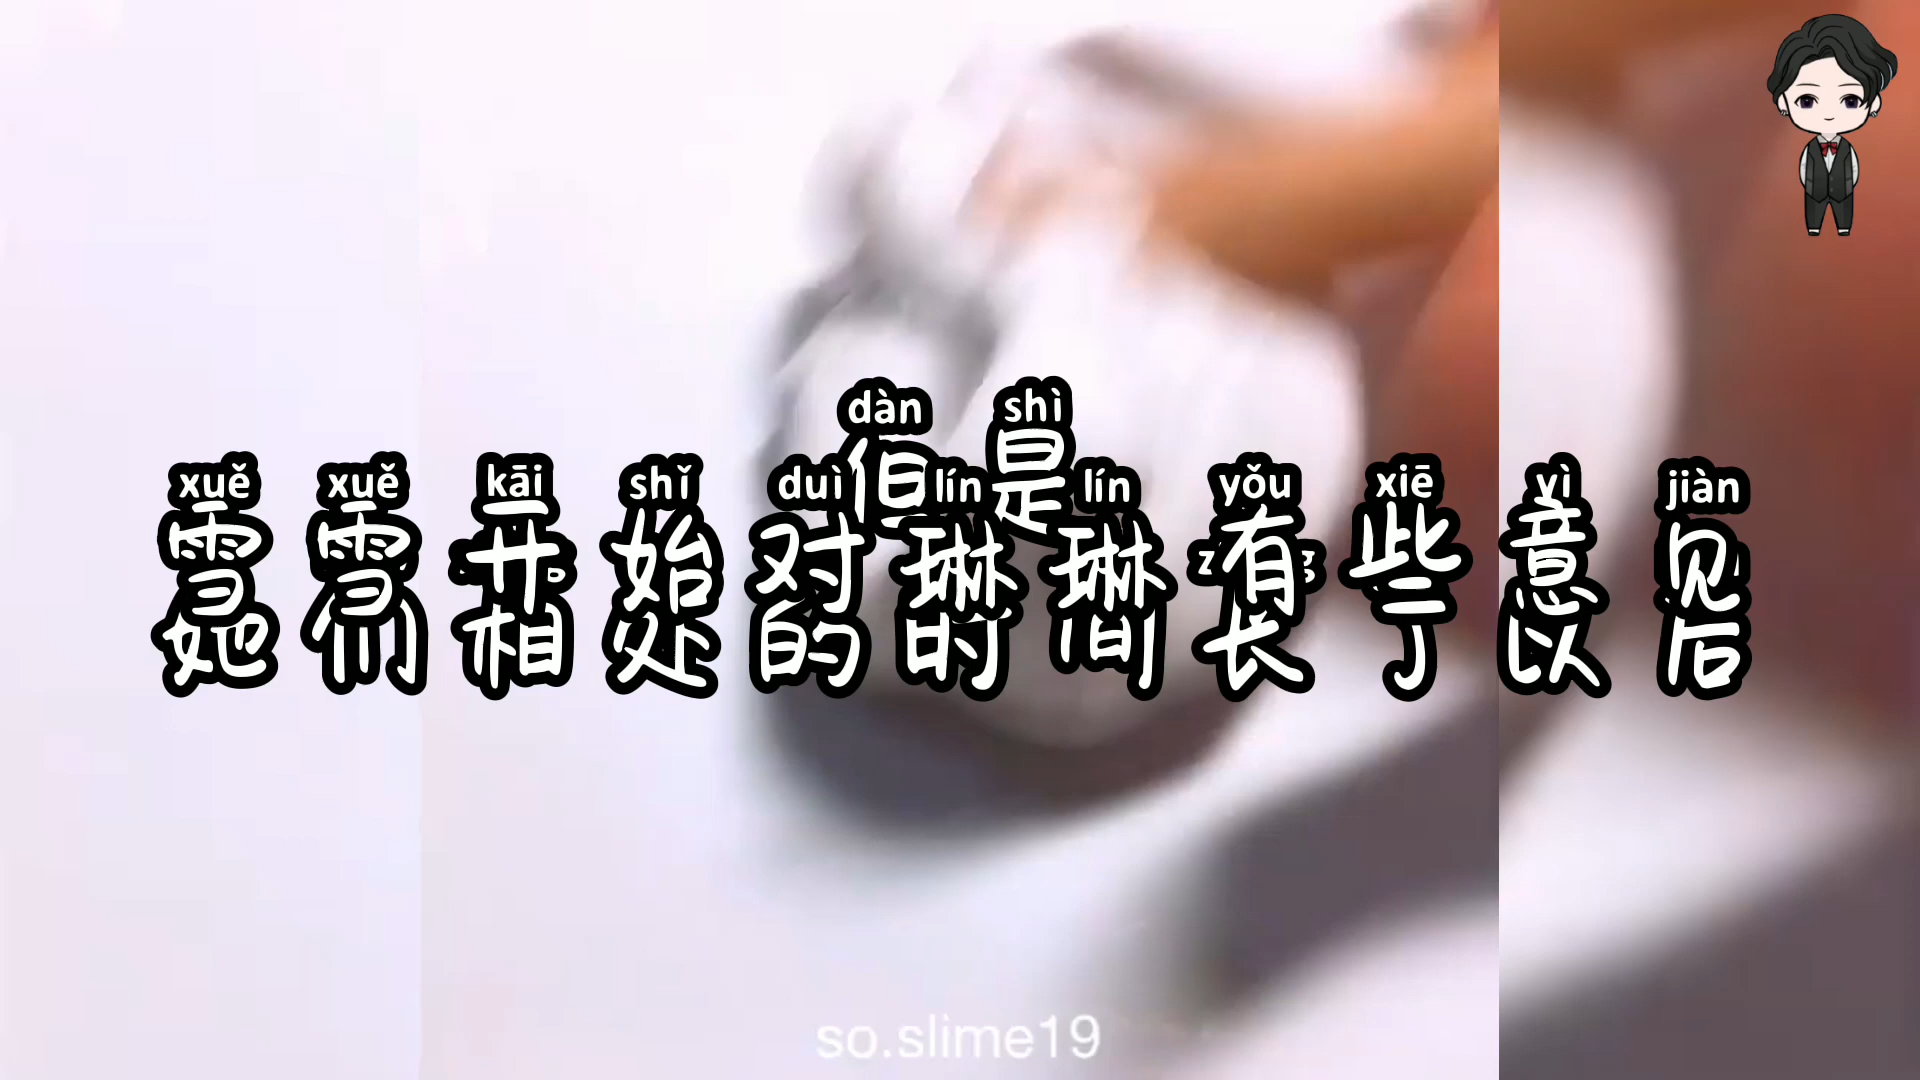 dàn shì
但是
xuě xuě kāi shǐ duì lín lín yǒu xiē yì jiàn
雪雪开始对琳琳有些意见
她们相处的时间长了以后
so.slime19